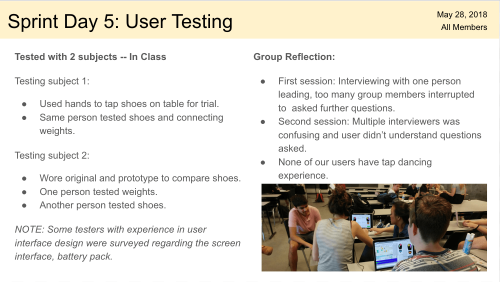 Sprint Day 5: User Testing
May 28, 2018
All Members
Tested with 2 subjects -- In Class
Testing subject 1:
● Used hands to tap shoes on table for trial.
● Same person tested shoes and connecting
weights.
Testing subject 2:
● Wore original and prototype to compare shoes.
● One person tested weights.
● Another person tested shoes.
NOTE: Some testers with experience in user
interface design were surveyed regarding the screen
interface, battery pack.
Group Reflection:
● First session: Interviewing with one person
leading, too many group members interrupted
to asked further questions.
● Second session: Multiple interviewers was
confusing and user didn't understand questions
asked.
● None of our users have tap dancing
experience.